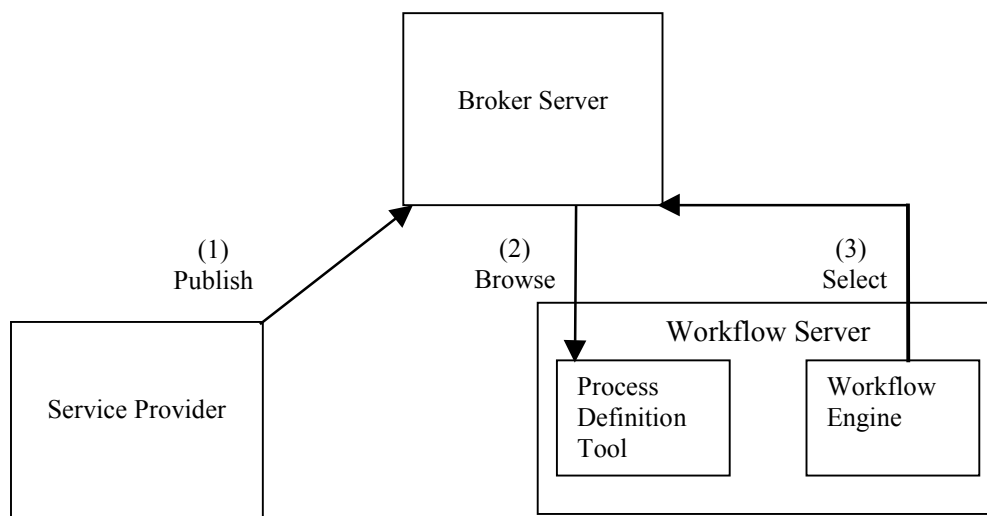 Broker Server
(1)
Publish
(2)
Browse
(3)
Select
Workflow Server
Service Provider
Process
Definition
Tool
Workflow
Engine